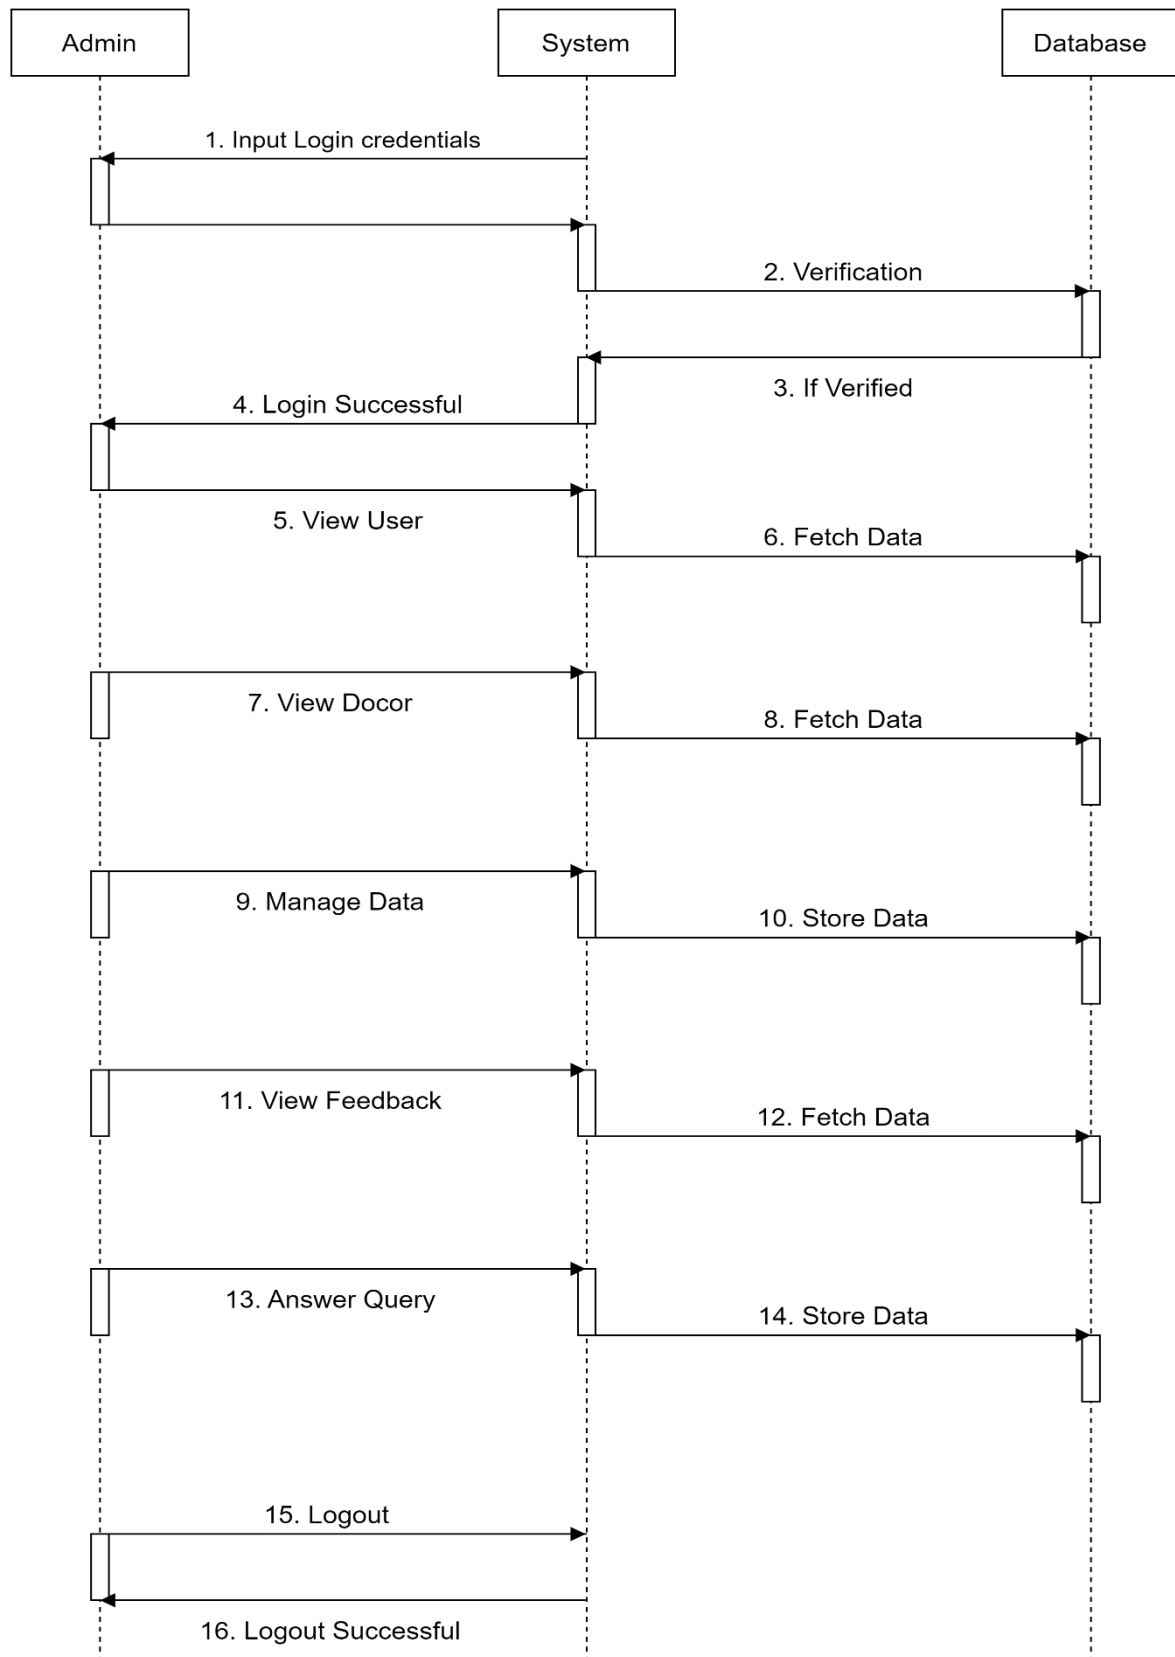 Admin
System
Database
1. Input Login credentials
2. Verification
3. If Verified
4. Login Successful
5. View User
6. Fetch Data
7. View Docor
8. Fetch Data
9. Manage Data
10. Store Data
11. View Feedback
12. Fetch Data
13. Answer Query
14. Store Data
15. Logout
16. Logout Successful